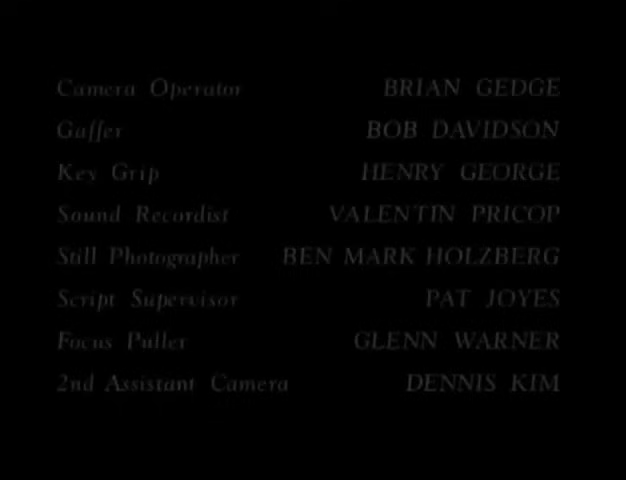 Camera Operator BRIAN GEDGE
Gaffer BOB DAVIDSON
Key Grip HENRY GEORGE
Sound Recordist VALENTIN PRICOP
Still Photographer BEN MARK HOLZBERG
Script Supervisor PAT JOYES
Focus Puller GLENN WARNER
2nd Assistant Camera DENNIS KIM